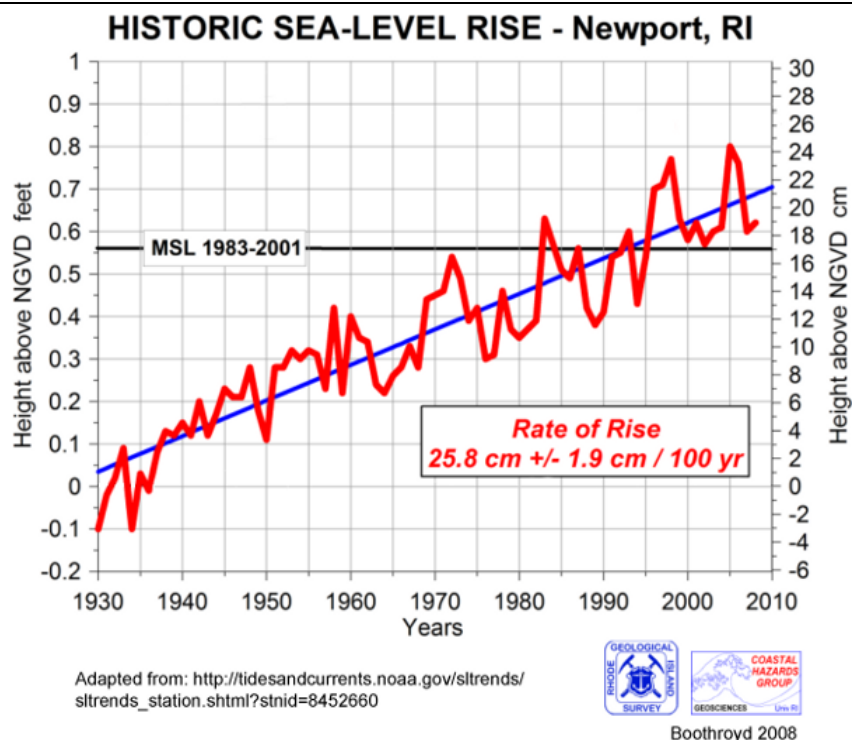 HISTORIC SEA-LEVEL RISE - Newport, RI
Height above NGVD feet
1
0.9
0.8
0.7
0.6
0.5
0.4
0.3
0.2
0.1
0
-0.1
-0.2
MSL 1983-2001
Rate of Rise
25.8 cm +/- 1.9 cm / 100 yr
30
28
26
24
22
20
18
16
14
12
10
8
6
4
2
0
-2
-4
-6
Height above NGVD cm
1930 1940 1950 1960 1970 1980 1990 2000 2010
Years
Adapted from: http://tidesandcurrents.noaa.gov/sltrends/
sltrends_station.shtml?stnid=8452660
RHODE GEOLOGICAL ISLAND
SURVEY
COASTAL
HAZARDS
GROUP
GEOSCIENCES Univ RI
Boothroyd 2008